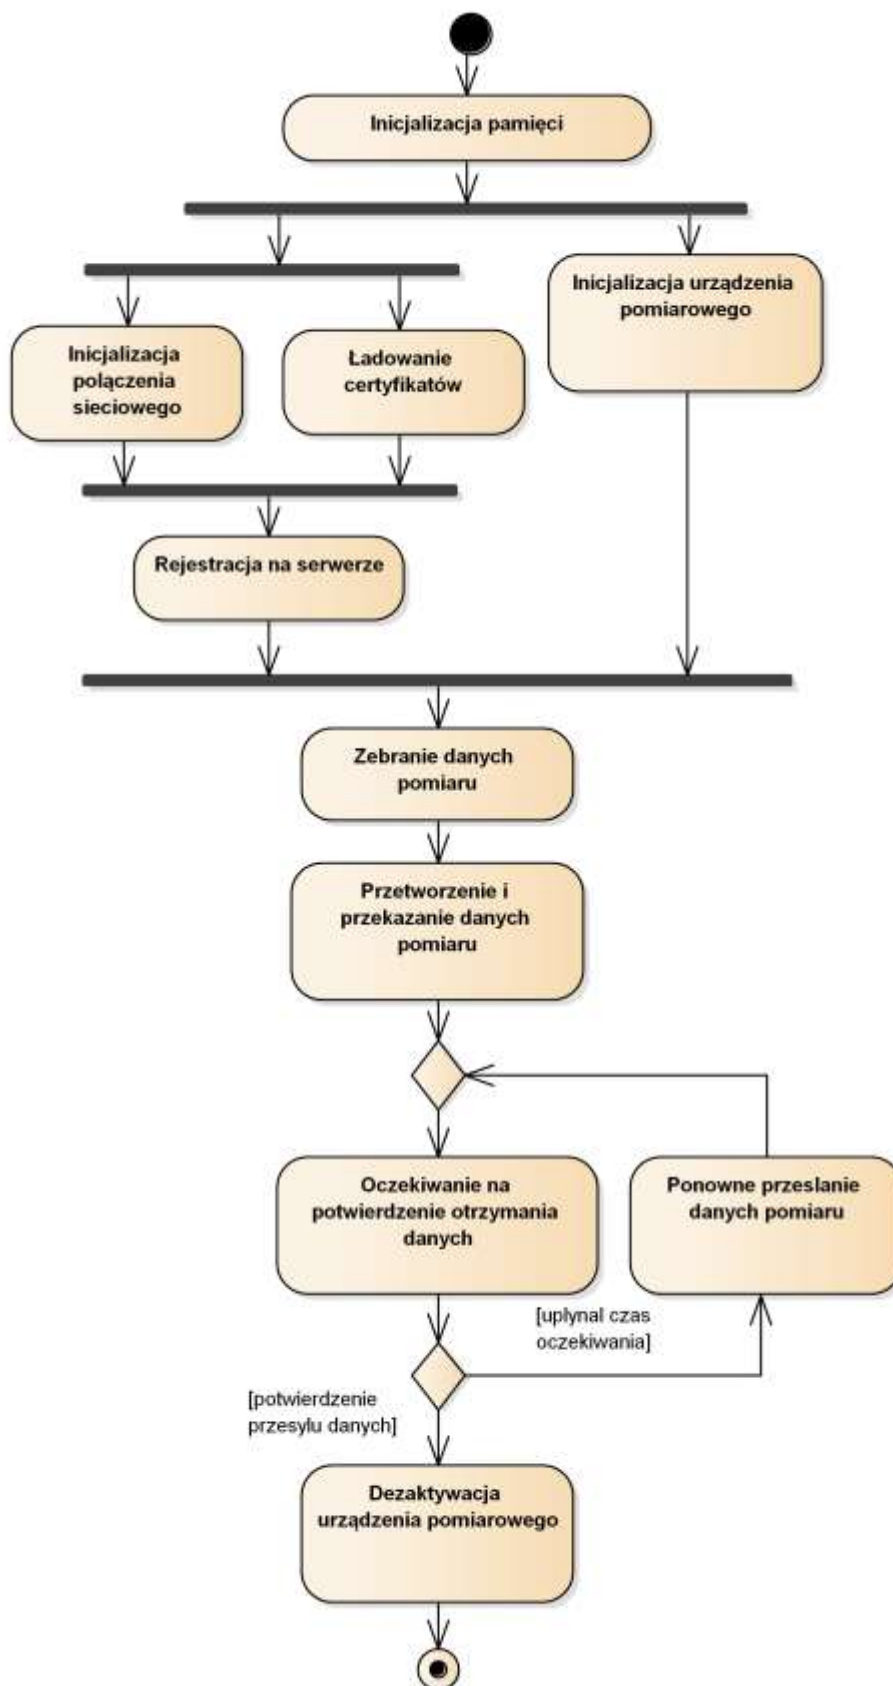 Inicjalizacja pamięci
Inicjalizacja urządzenia
pomiarowego
Inicjalizacja
połączenia
sieciowego
Ładowanie
certyfikatów
Rejestracja na serwerze
Zebranie danych
pomiaru
Przetworzenie i
przekazanie danych
pomiaru
Oczekiwanie na
potwierdzenie otrzymania
danych
Ponowne przeslanie
danych pomiaru
[uplynal czas
oczekiwania]
[potwierdzenie
przesylu danych]
Dezaktywacja
urządzenia pomiarowego